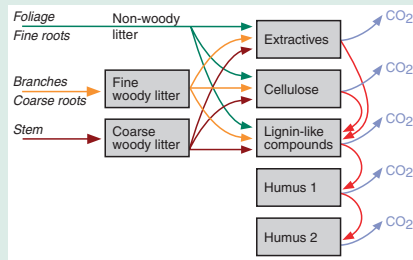 Foliage
Fine roots
Non-woody
litter
Branches
Coarse roots
Fine
woody litter
Stem
Coarse
woody litter
Extractives
Cellulose
Lignin-like
compounds
Humus 1
Humus 2
CO2
CO2
CO2
CO2
CO2